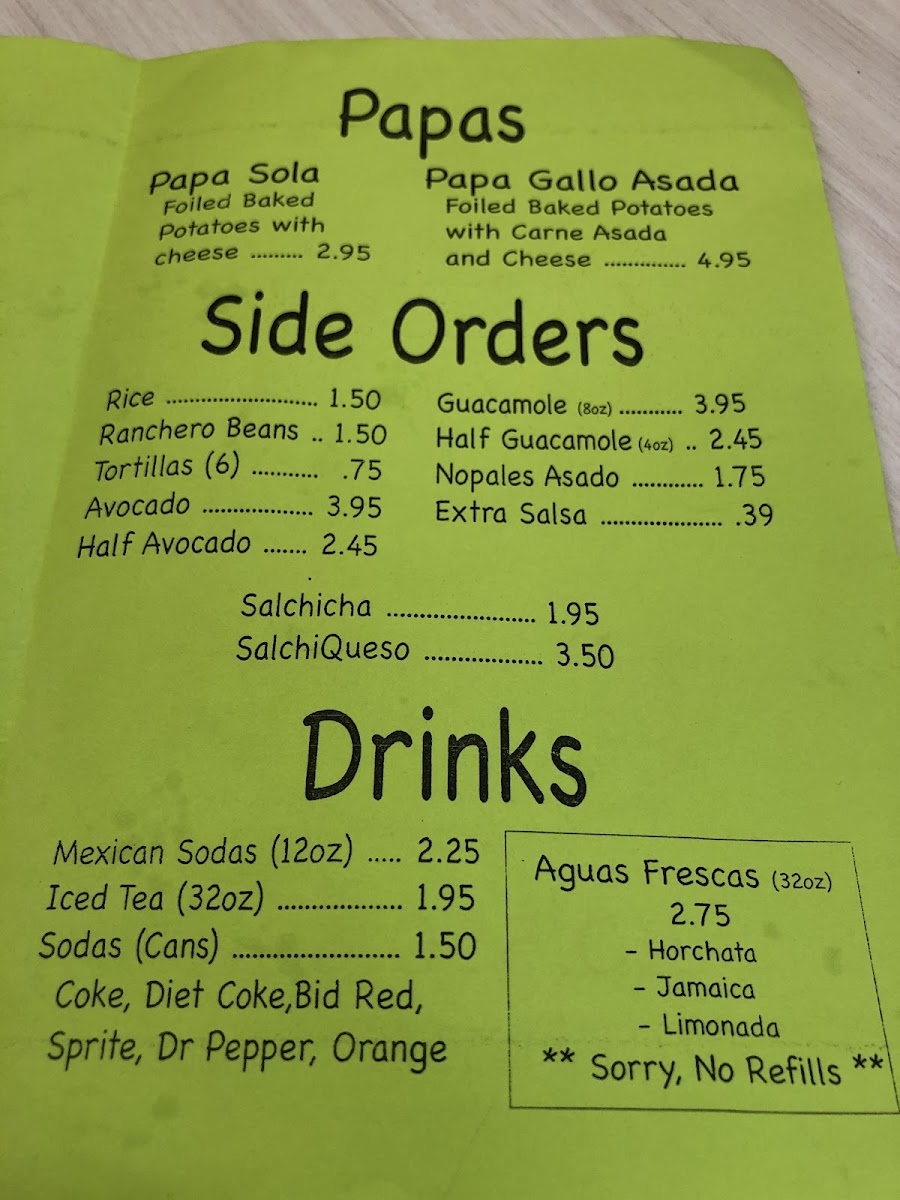 Papas
Papa Sola
Foiled Baked
Potatoes with
cheese ......... 2.95
Papa Gallo Asada
Foiled Baked Potatoes
with Carne Asada
and Cheese .............. 4.95
Side Orders
Rice .......................... 1.50
Ranchero Beans .. 1.50
Tortillas (6) ........... .75
Avocado ................... 3.95
Half Avocado ....... 2.45
Guacamole (8oz) ........... 3.95
Half Guacamole (4oz) .. 2.45
Nopales Asado ............ 1.75
Extra Salsa ..................... .39
Salchicha ......................... 1.95
SalchiQueso .................... 3.50
Drinks
Mexican Sodas (12oz) ..... 2.25
Iced Tea (32oz) .................. 1.95
Sodas (Cans) ........................ 1.50
Coke, Diet Coke,Bid Red,
Sprite, Dr Pepper, Orange
Aguas Frescas (32oz)
2.75
- Horchata
- Jamaica
- Limonada
** Sorry, No Refills **